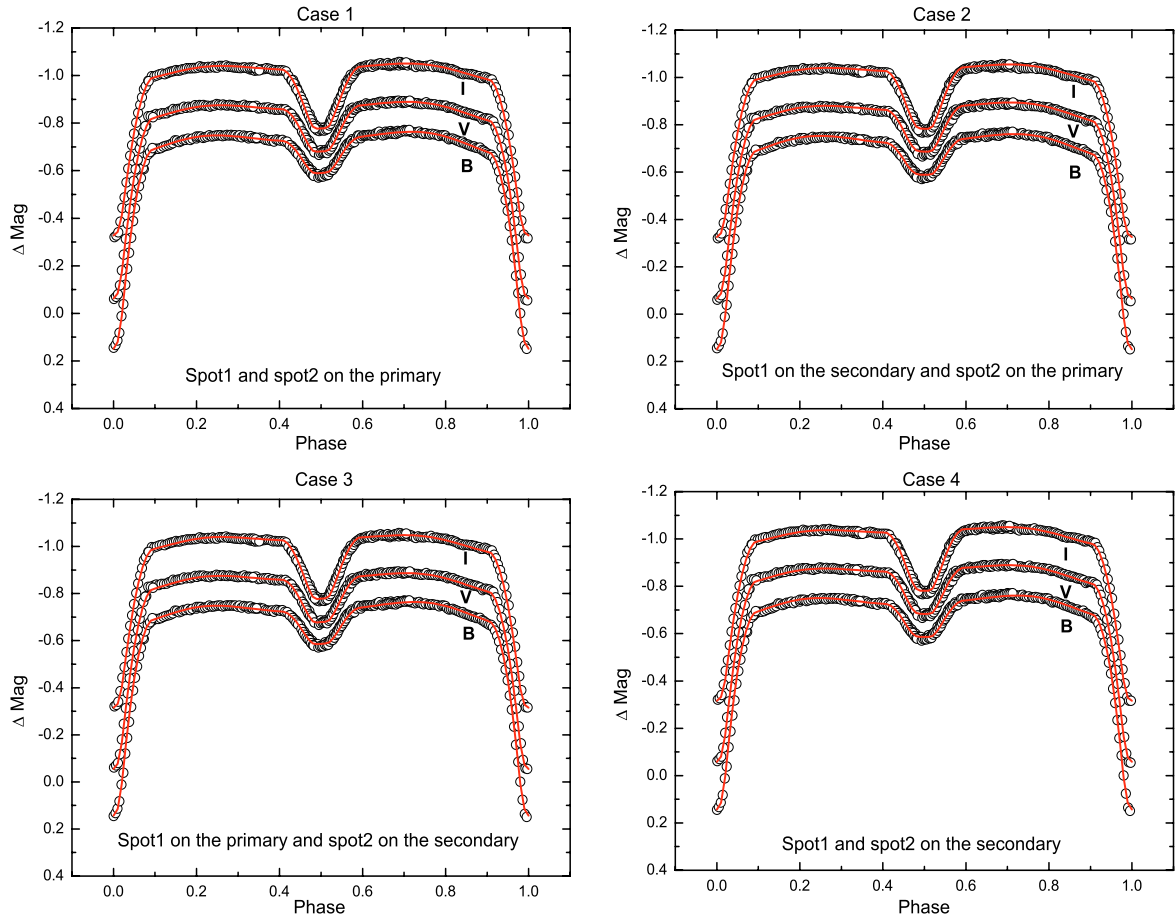 Case 1
-1.2
-1.0
-0.8
-0.6
-0.4
-0.2
0.0
0.2
0.4
Δ Mag
I
V
B
Spot1 and spot2 on the primary
0.0 0.2 0.4 0.6 0.8 1.0
Phase
Case 2
-1.2
-1.0
-0.8
-0.6
-0.4
-0.2
0.0
0.2
0.4
Δ Mag
I
V
B
Spot1 on the secondary and spot2 on the primary
0.0 0.2 0.4 0.6 0.8 1.0
Phase
Case 3
-1.2
-1.0
-0.8
-0.6
-0.4
-0.2
0.0
0.2
0.4
Δ Mag
I
V
B
Spot1 on the primary and spot2 on the secondary
0.0 0.2 0.4 0.6 0.8 1.0
Phase
Case 4
-1.2
-1.0
-0.8
-0.6
-0.4
-0.2
0.0
0.2
0.4
Δ Mag
I
V
B
Spot1 and spot2 on the secondary
0.0 0.2 0.4 0.6 0.8 1.0
Phase